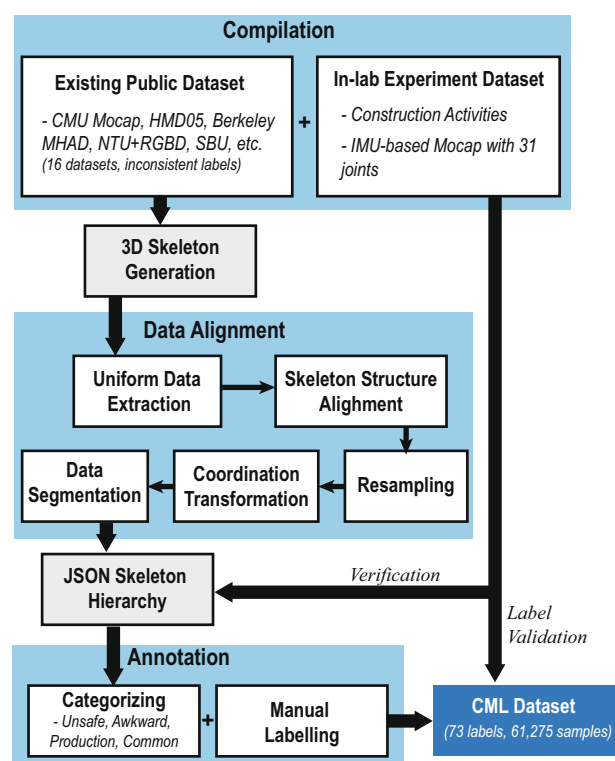 Compilation
Existing Public Dataset
- CMU Mocap, HMD05, Berkeley
MHAD, NTU+RGBD, SBU, etc.
(16 datasets, inconsistent labels)
+
In-lab Experiment Dataset
- Construction Activities
- IMU-based Mocap with 31
joints
3D Skeleton
Generation
Data Alignment
Uniform Data
Extraction
Skeleton Structure
Alighment
Resampling
Coordination
Transformation
Data
Segmentation
JSON Skeleton
Hierarchy
Verification
Label
Validation
Annotation
Categorizing
- Unsafe, Awkward,
Production, Common
+
Manual
Labelling
CML Dataset
(73 labels, 61,275 samples)